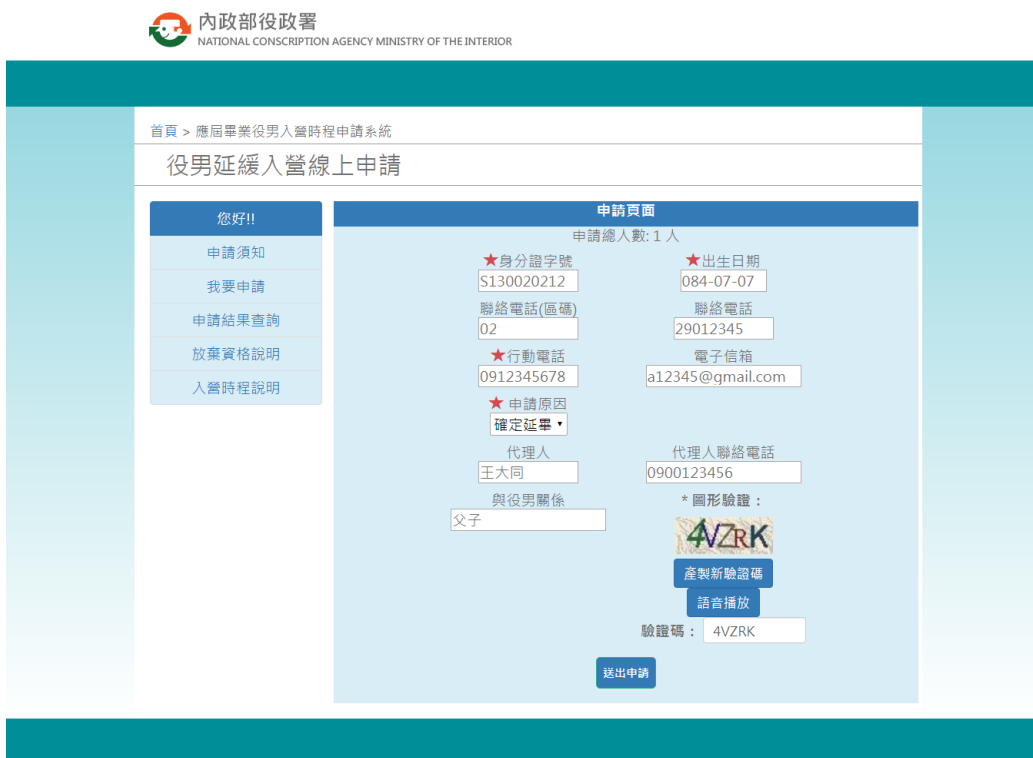 內政部役政署
NATIONAL CONSCRIPTION AGENCY MINISTRY OF THE INTERIOR
首頁 > 應屆畢業役男入營時程申請系統
役男延緩入營線上申請
您好!!
申請須知
我要申請
申請結果查詢
放棄資格說明
入營時程說明
申請頁面
申請總人數: 1 人
★身分證字號 ★出生日期
S130020212 084-07-07
聯絡電話(區碼) 聯絡電話
02 29012345
★行動電話 電子信箱
0912345678 a12345@gmail.com
★ 申請原因
確定延畢
代理人 代理人聯絡電話
王大同 0900123456
與役男關係 * 圖形驗證：
父子
4VZRK
產製新驗證碼
語音播放
驗證碼： 4VZRK
送出申請